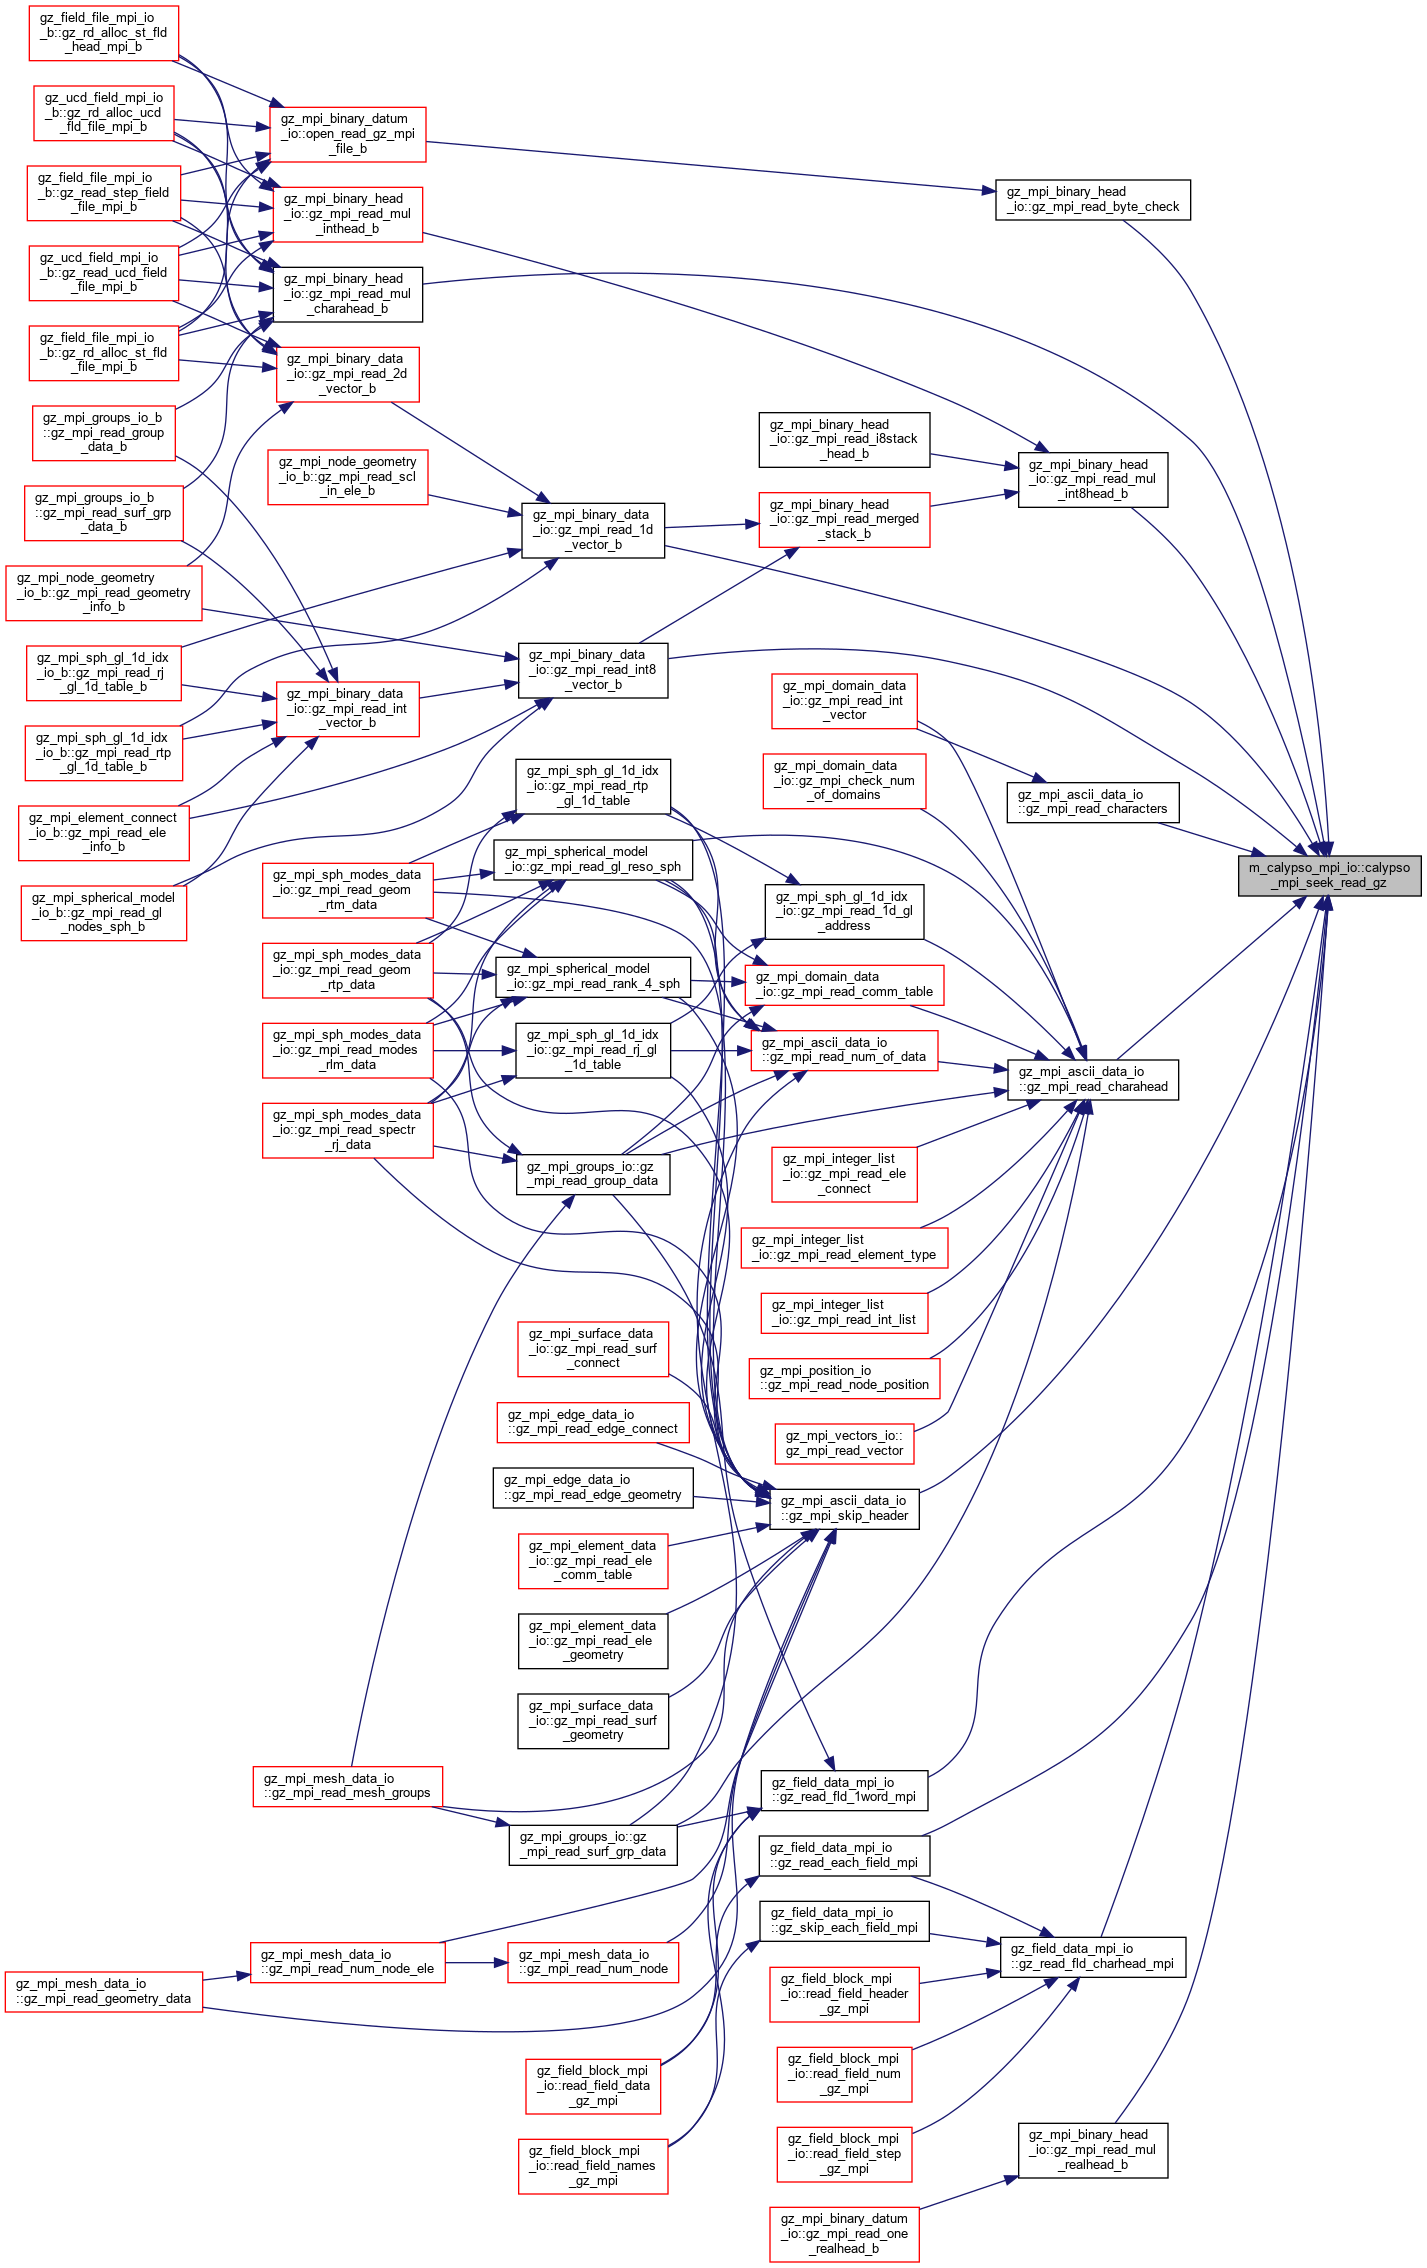 gz_field_file_mpi_io
_b::gz_rd_alloc_st_fld
_head_mpi_b
gz_ucd_field_mpi_io
_b::gz_rd_alloc_ucd
_fld_file_mpi_b
gz_field_file_mpi_io
_b::gz_read_step_field
_file_mpi_b
gz_ucd_field_mpi_io
_b::gz_read_ucd_field
_file_mpi_b
gz_field_file_mpi_io
_b::gz_rd_alloc_st_fld
_file_mpi_b
gz_mpi_groups_io_b
::gz_mpi_read_group
_data_b
gz_mpi_groups_io_b
::gz_mpi_read_surf_grp
_data_b
gz_mpi_node_geometry
_io_b::gz_mpi_read_geometry
_info_b
gz_mpi_sph_gl_1d_idx
_io_b::gz_mpi_read_rj
_gl_1d_table_b
gz_mpi_sph_gl_1d_idx
_io_b::gz_mpi_read_rtp
_gl_1d_table_b
gz_mpi_element_connect
_io_b::gz_mpi_read_ele
_info_b
gz_mpi_spherical_model
_io_b::gz_mpi_read_gl
_nodes_sph_b
gz_mpi_mesh_data_io
::gz_mpi_read_geometry_data
gz_mpi_binary_datum
_io::open_read_gz_mpi
_file_b
gz_mpi_binary_head
_io::gz_mpi_read_mul
_inthead_b
gz_mpi_binary_head
_io::gz_mpi_read_mul
_charahead_b
gz_mpi_binary_data
_io::gz_mpi_read_2d
_vector_b
gz_mpi_node_geometry
_io_b::gz_mpi_read_scl
_in_ele_b
gz_mpi_binary_data
_io::gz_mpi_read_int
_vector_b
gz_mpi_sph_modes_data
_io::gz_mpi_read_geom
_rtm_data
gz_mpi_sph_modes_data
_io::gz_mpi_read_geom
_rtp_data
gz_mpi_sph_modes_data
_io::gz_mpi_read_modes
_rlm_data
gz_mpi_sph_modes_data
_io::gz_mpi_read_spectr
_rj_data
gz_mpi_mesh_data_io
::gz_mpi_read_mesh_groups
gz_mpi_mesh_data_io
::gz_mpi_read_num_node_ele
gz_mpi_binary_data
_io::gz_mpi_read_1d
_vector_b
gz_mpi_binary_data
_io::gz_mpi_read_int8
_vector_b
gz_mpi_sph_gl_1d_idx
_io::gz_mpi_read_rtp
_gl_1d_table
gz_mpi_spherical_model
_io::gz_mpi_read_gl_reso_sph
gz_mpi_spherical_model
_io::gz_mpi_read_rank_4_sph
gz_mpi_sph_gl_1d_idx
_io::gz_mpi_read_rj_gl
_1d_table
gz_mpi_groups_io::gz
_mpi_read_group_data
gz_mpi_surface_data
_io::gz_mpi_read_surf
_connect
gz_mpi_edge_data_io
::gz_mpi_read_edge_connect
gz_mpi_edge_data_io
::gz_mpi_read_edge_geometry
gz_mpi_element_data
_io::gz_mpi_read_ele
_comm_table
gz_mpi_element_data
_io::gz_mpi_read_ele
_geometry
gz_mpi_surface_data
_io::gz_mpi_read_surf
_geometry
gz_mpi_groups_io::gz
_mpi_read_surf_grp_data
gz_mpi_mesh_data_io
::gz_mpi_read_num_node
gz_field_block_mpi
_io::read_field_data
_gz_mpi
gz_field_block_mpi
_io::read_field_names
_gz_mpi
gz_mpi_binary_head
_io::gz_mpi_read_i8stack
_head_b
gz_mpi_binary_head
_io::gz_mpi_read_merged
_stack_b
gz_mpi_domain_data
_io::gz_mpi_read_int
_vector
gz_mpi_domain_data
_io::gz_mpi_check_num
_of_domains
gz_mpi_sph_gl_1d_idx
_io::gz_mpi_read_1d_gl
_address
gz_mpi_domain_data
_io::gz_mpi_read_comm_table
gz_mpi_ascii_data_io
::gz_mpi_read_num_of_data
gz_mpi_integer_list
_io::gz_mpi_read_ele
_connect
gz_mpi_integer_list
_io::gz_mpi_read_element_type
gz_mpi_integer_list
_io::gz_mpi_read_int_list
gz_mpi_position_io
::gz_mpi_read_node_position
gz_mpi_vectors_io::
gz_mpi_read_vector
gz_mpi_ascii_data_io
::gz_mpi_skip_header
gz_field_data_mpi_io
::gz_read_fld_1word_mpi
gz_field_data_mpi_io
::gz_read_each_field_mpi
gz_field_data_mpi_io
::gz_skip_each_field_mpi
gz_field_block_mpi
_io::read_field_header
_gz_mpi
gz_field_block_mpi
_io::read_field_num
_gz_mpi
gz_field_block_mpi
_io::read_field_step
_gz_mpi
gz_mpi_binary_datum
_io::gz_mpi_read_one
_realhead_b
gz_mpi_binary_head
_io::gz_mpi_read_byte_check
gz_mpi_binary_head
_io::gz_mpi_read_mul
_int8head_b
gz_mpi_ascii_data_io
::gz_mpi_read_characters
gz_mpi_ascii_data_io
::gz_mpi_read_charahead
gz_field_data_mpi_io
::gz_read_fld_charhead_mpi
gz_mpi_binary_head
_io::gz_mpi_read_mul
_realhead_b
m_calypso_mpi_io::calypso
_mpi_seek_read_gz